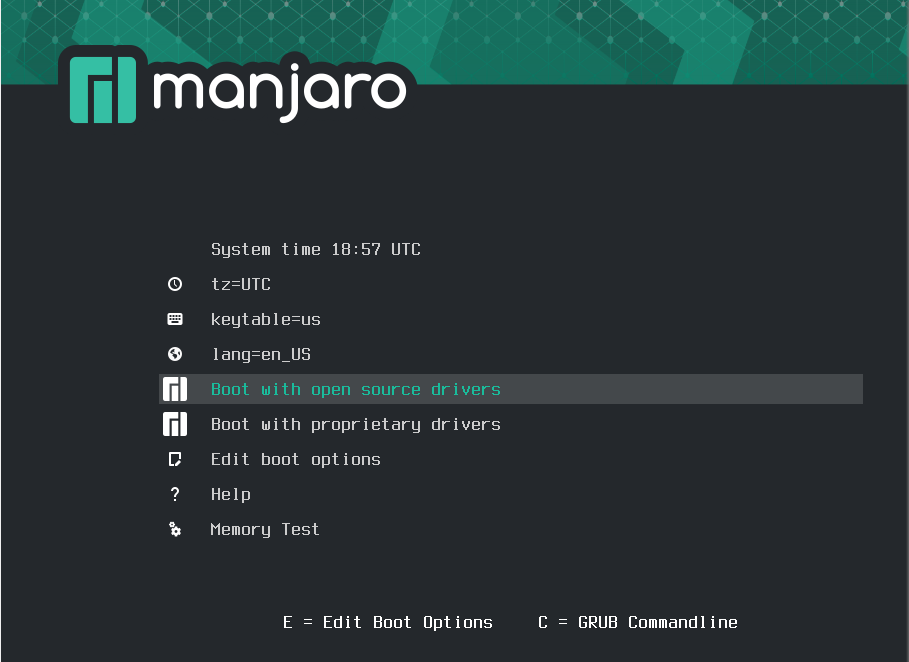 manjaro
System time 18:57 UTC
tz=UTC
keytable=us
lang=en_US
Boot with open source drivers
Boot with proprietary drivers
Edit boot options
? Help
Memory Test
E = Edit Boot Options C = GRUB Commandline